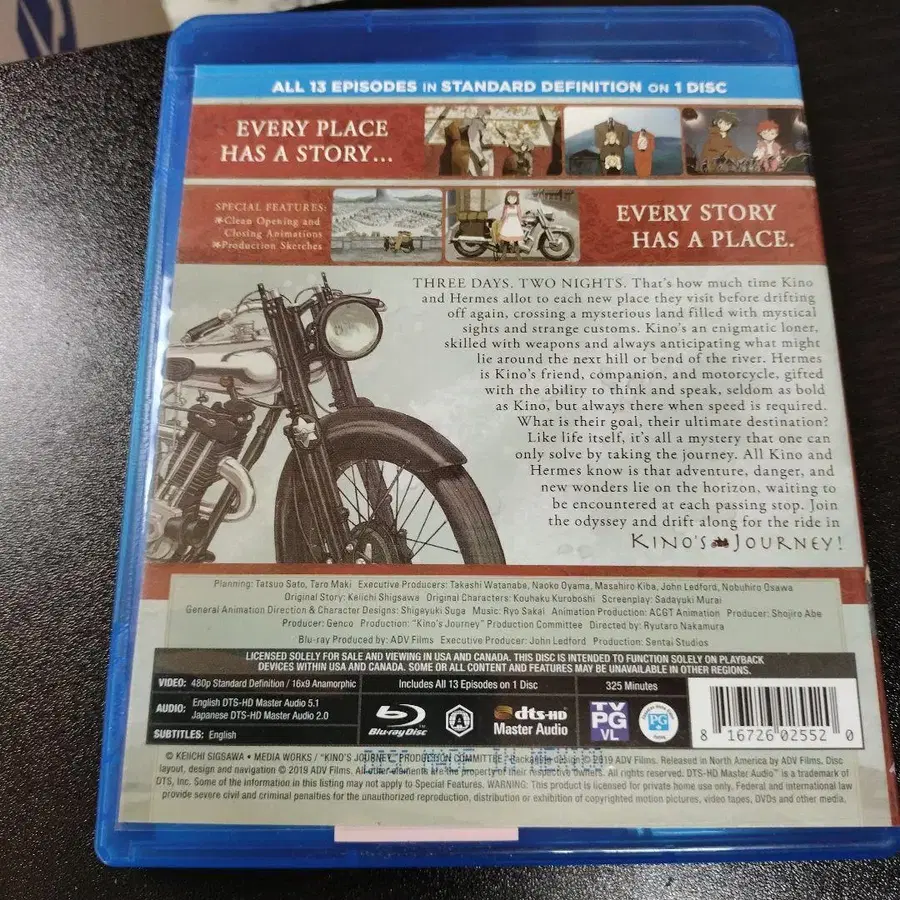 ALL 13 EPISODES IN STANDARD DEFINITION ON 1 DISC
EVERY PLACE
HAS A STORY...
SPECIAL FEATURES:
Clean Opening and
Closing Animations
Production Sketches
EVERY STORY
HAS A PLACE.
THREE DAYS. TWO NIGHTS. That's how much time Kino
and Hermes allot to each new place they visit before drifting
off again, crossing a mysterious land filled with mystical
sights and strange customs. Kino's an enigmatic loner,
skilled with weapons and always anticipating what might
lie around the next hill or bend of the river. Hermes
is Kino's friend, companion, and motorcycle, gifted
with the ability to think and speak, seldom as bold
as Kino, but always there when speed is required.
What is their goal, their ultimate destination?
Like life itself, it's all a mystery that one can
only solve by taking the journey. All Kino and
Hermes know is that adventure, danger, and
new wonders lie on the horizon, waiting to
be encountered at each passing stop. Join
the odyssey and drift along for the ride in
KINO'S JOURNEY!
Planning: Tatsuo Sato, Taro Maki Executive Producers: Takashi Watanabe, Naoko Oyama, Masahiro Kiba, John Ledford, Nobuhiro Osawa
Original Story: Keiichi Shigsawa Original Characters: Kouhaku Kuroboshi Screenplay: Sadayuki Murai
General Animation Direction & Character Designs: Shigeyuki Suga Music: Ryo Sakai Animation Production: ACGT Animation Producer: Shojiro Abe
Producer: Genco Production: "Kino's Journey" Production Committee Directed by: Ryutaro Nakamura
Blu-ray Produced by: ADV Films Executive Producer: John Ledford Production: Sentai Studios
LICENSED SOLELY FOR SALE AND VIEWING IN USA AND CANADA. THIS DISC IS INTENDED TO FUNCTION SOLELY ON PLAYBACK
DEVICES WITHIN USA AND CANADA. SOME OR ALL CONTENT AND FEATURES MAY BE UNAVAILABLE IN OTHER REGIONS.
VIDEO: 480p Standard Definition / 16x9 Anamorphic
Includes All 13 Episodes on 1 Disc
325 Minutes
AUDIO: English DTS-HD Master Audio 5.1
Japanese DTS-HD Master Audio 2.0
SUBTITLES: English
Blu-ray Disc
A
dts-HD
Master Audio
TV
PG
VL
PG
8 16726 02552 0
© KEIICHI SIGSAWA • MEDIA WORKS / "KINO'S JOURNEY" PRODUCTION COMMITTEE Package design © 2019 ADV Films. Released in North America by ADV Films. Disc
layout, design and navigation © 2019 ADV Films. All other elements are the property of their respective owners. All rights reserved. DTS-HD Master Audio™ is a trademark of
DTS, Inc. Some of the information in this listing may not apply to Special Features. WARNING: This product is licensed for private home use only. Federal and international law
provide severe civil and criminal penalties for the unauthorized reproduction, distribution or exhibition of copyrighted motion pictures, video tapes, DVDs and other media.